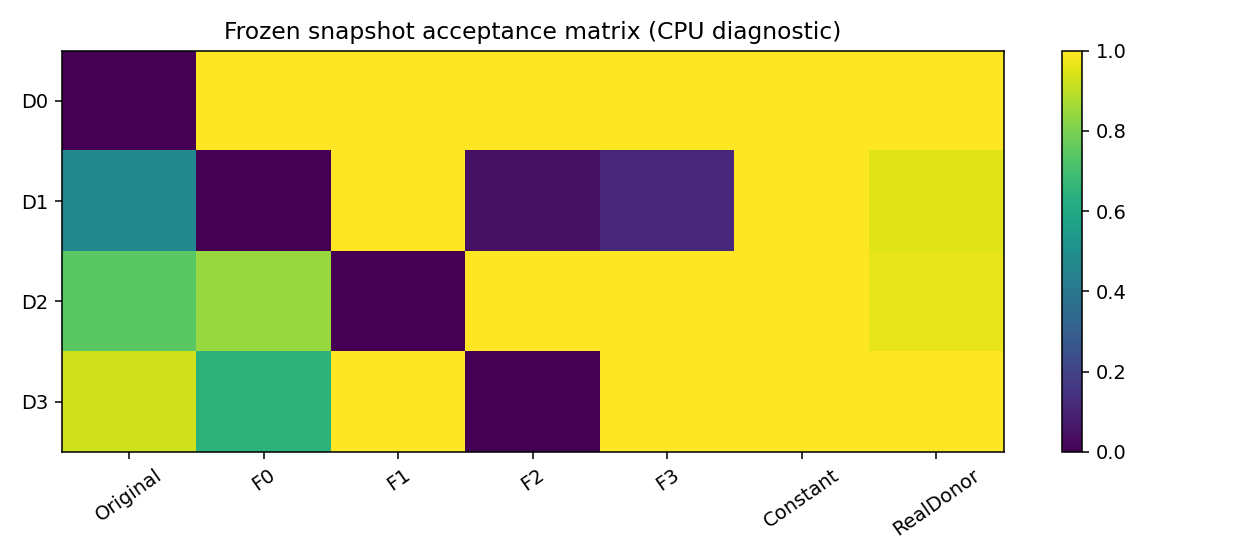 Frozen snapshot acceptance matrix (CPU diagnostic)
D0
D1
D2
D3
Original
F0
F1
F2
F3
Constant
RealDonor
1.0
0.8
0.6
0.4
0.2
0.0